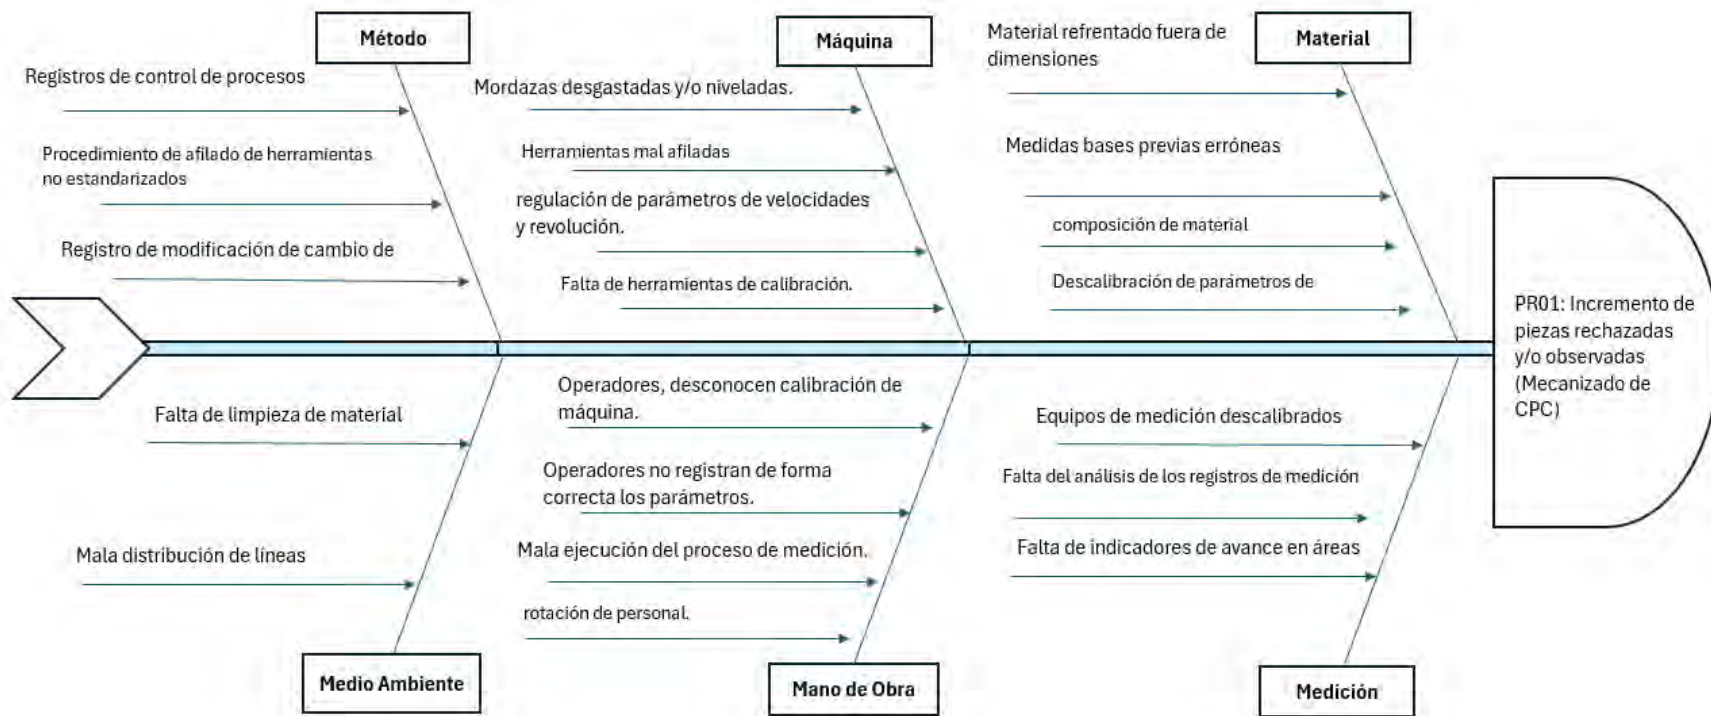 Método
Máquina
Material
Registros de control de procesos
Procedimiento de afilado de herramientas
no estandarizados
Registro de modificación de cambio de
Mordazas desgastadas y/o niveladas.
Herramientas mal afiladas
regulación de parámetros de velocidades
y revolución.
Falta de herramientas de calibración.
Material refrentado fuera de
dimensiones
Medidas bases previas erróneas
composición de material
Descalibración de parámetros de
PR01: Incremento de
piezas rechazadas
y/o observadas
(Mecanizado de
CPC)
Falta de limpieza de material
Mala distribución de líneas
Operadores, desconocen calibración de
máquina.
Operadores no registran de forma
correcta los parámetros.
Mala ejecución del proceso de medición.
rotación de personal.
Equipos de medición descalibrados
Falta del análisis de los registros de medición
Falta de indicadores de avance en áreas
Medio Ambiente
Mano de Obra
Medición